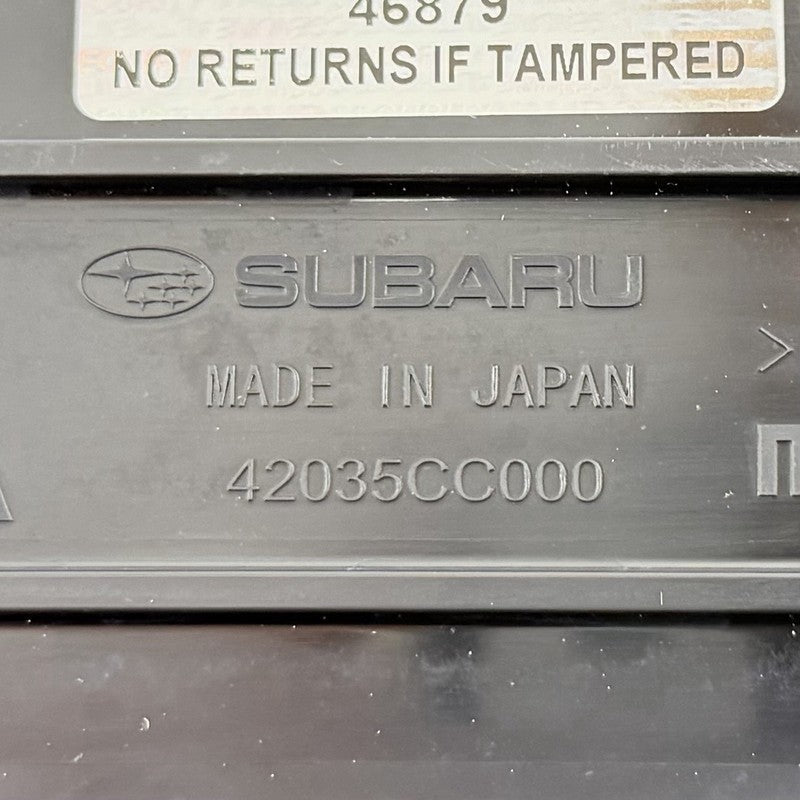 46879
NO RETURNS IF TAMPERED
SUBARU
MADE IN JAPAN
42035CC000
>